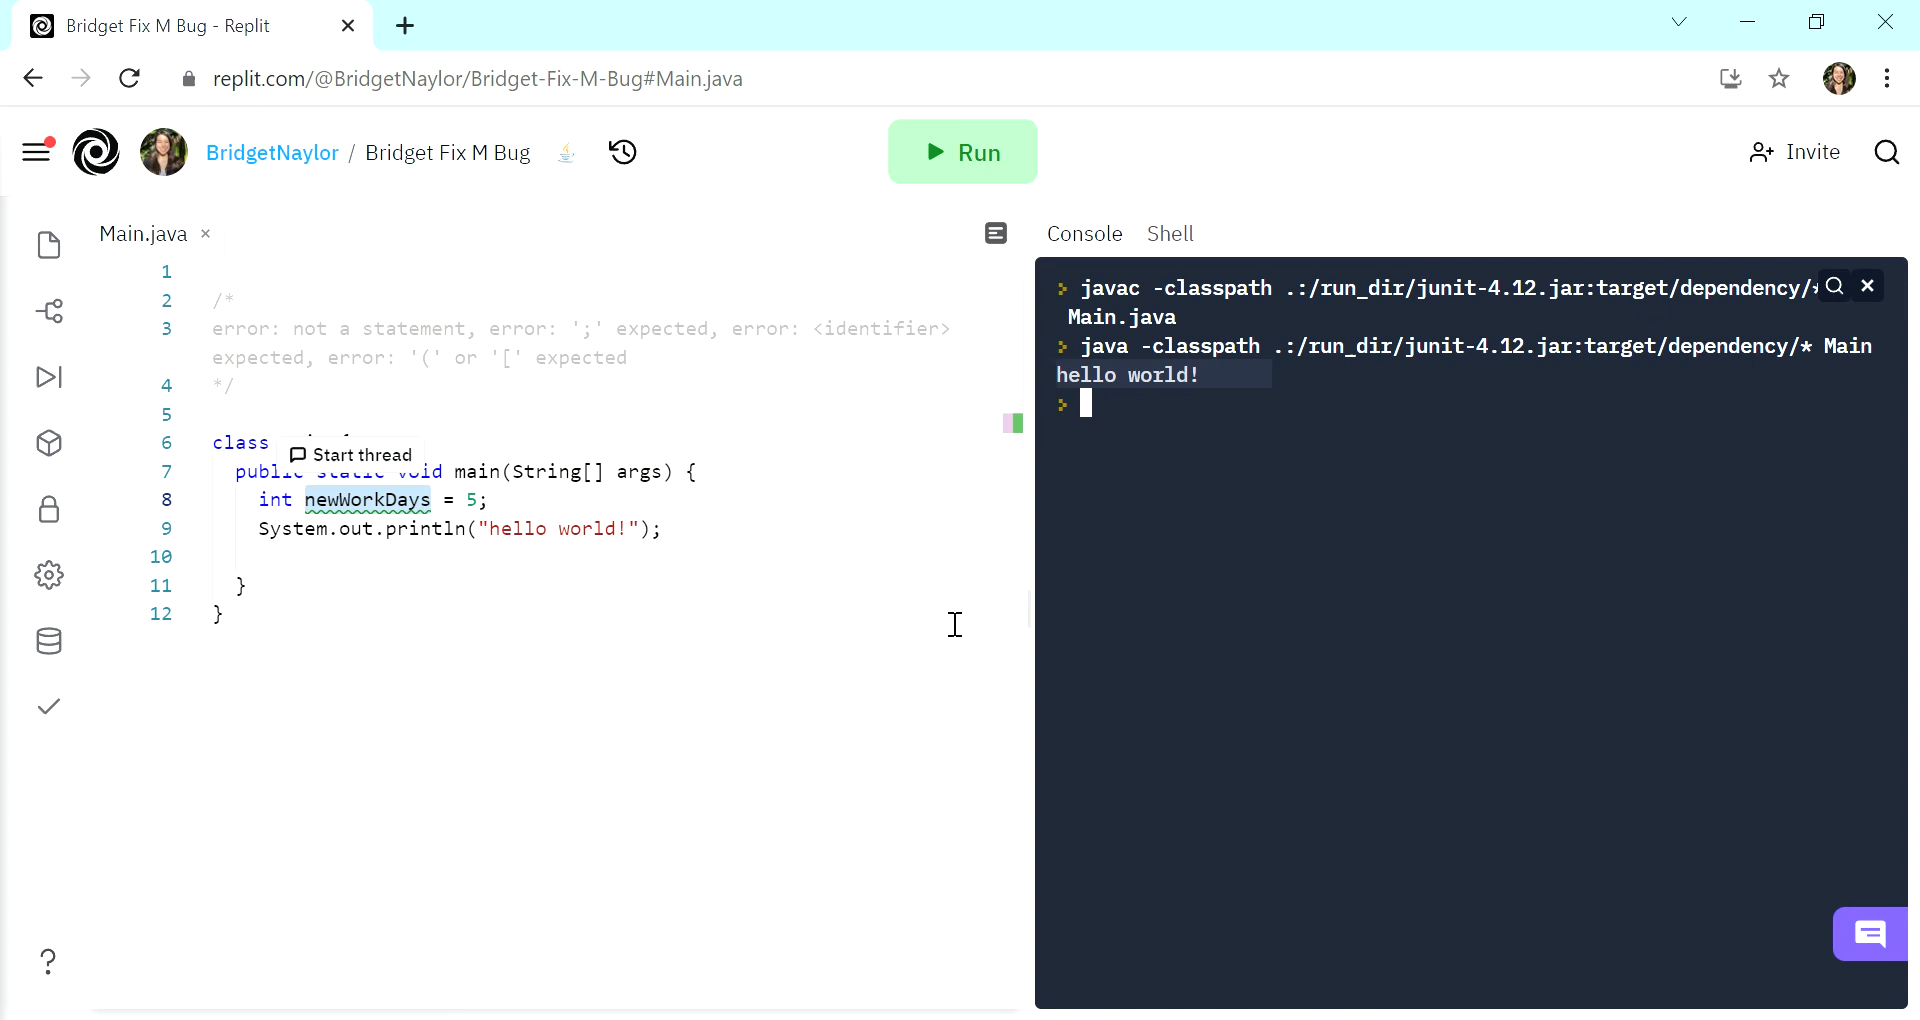 Bridget Fix M Bug - Replit
replit.com/@BridgetNaylor/Bridget-Fix-M-Bug#Main.java
BridgetNaylor / Bridget Fix M Bug
Run
Invite
Main.java
1
2 /*
3 error: not a statement, error: ';' expected, error: <identifier>
expected, error: '(' or '[' expected
4 */
5
6 class
Start thread
7 public static void main(String[] args) {
8 int newWorkDays = 5;
9 System.out.println("hello world!");
10
11 }
12 }
Console Shell
javac -classpath .:/run_dir/junit-4.12.jar:target/dependency/*
Main.java
java -classpath .:/run_dir/junit-4.12.jar:target/dependency/* Main
hello world!